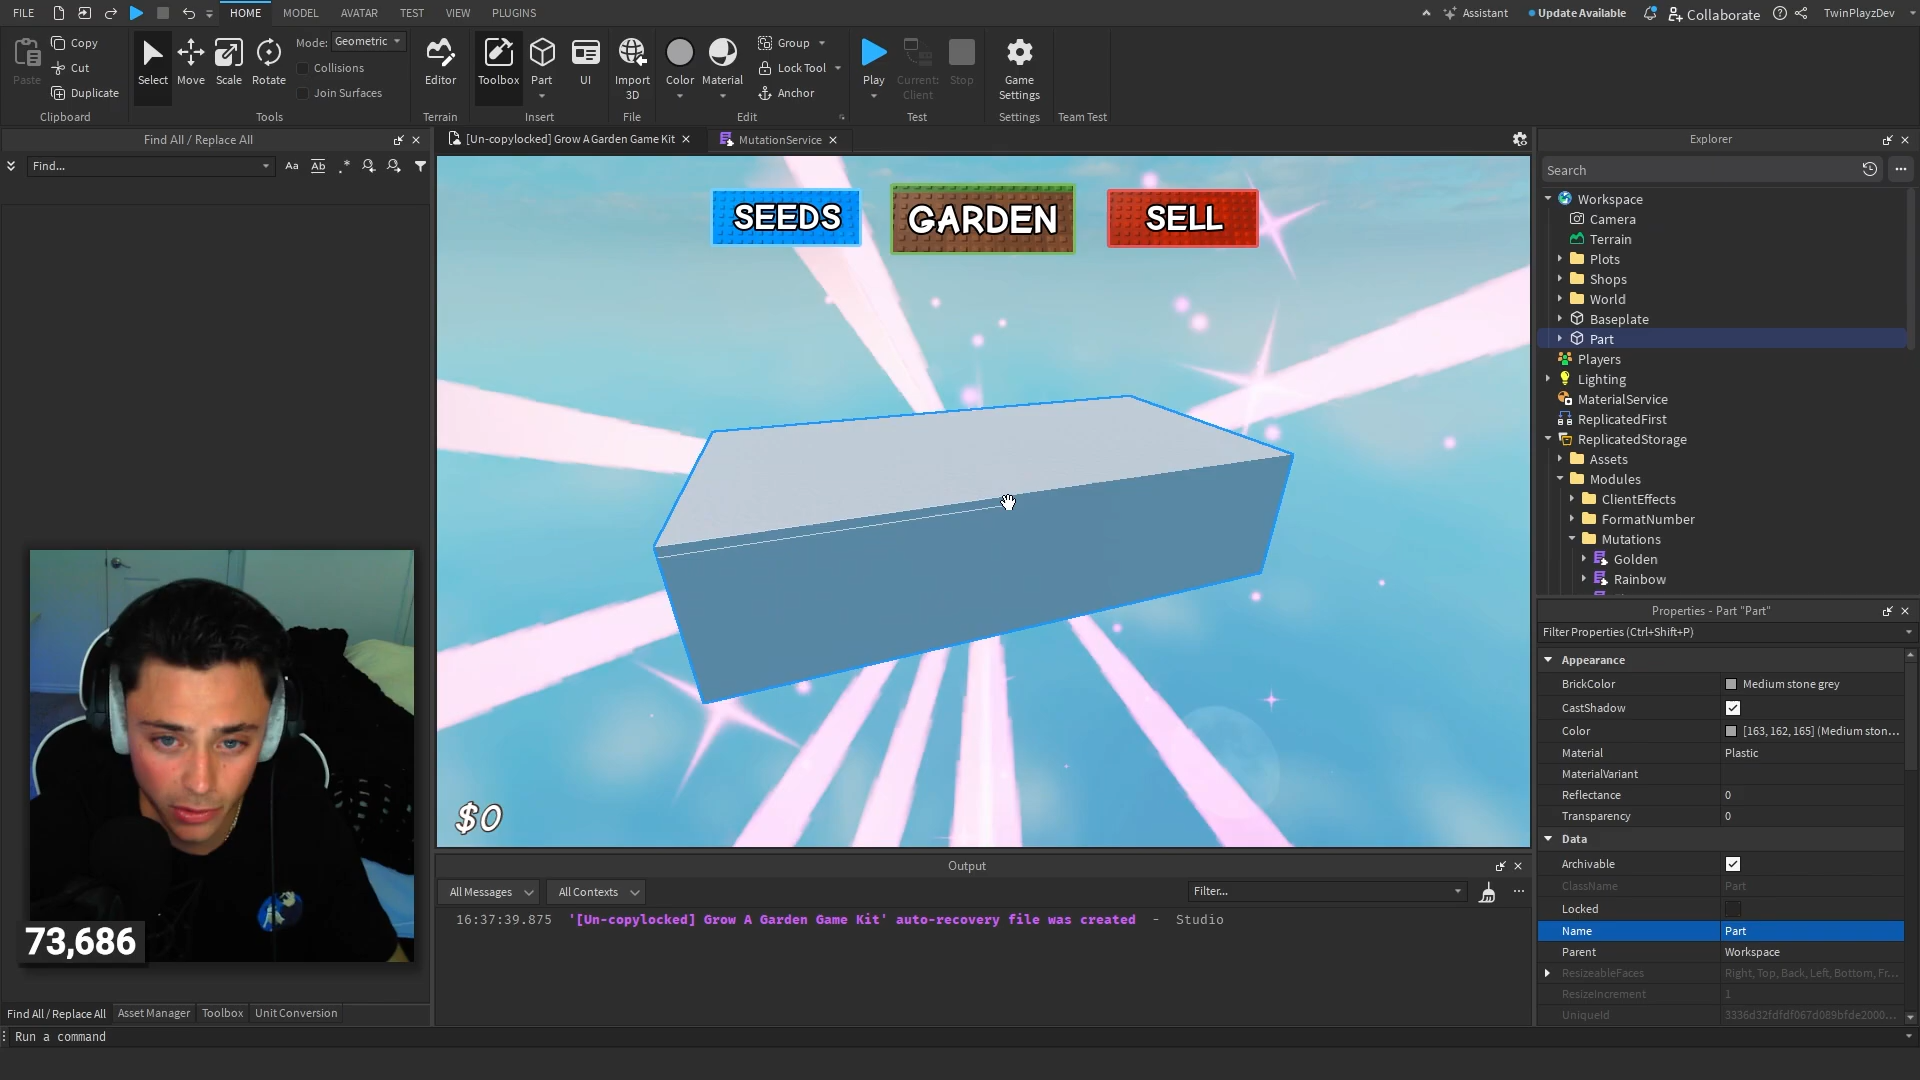 FILE HOME MODEL AVATAR TEST VIEW PLUGINS Assistant Update Available Collaborate TwinPlayzDev
Paste Copy Cut Duplicate Clipboard
Select Move Scale Rotate Mode: Geometric Collisions Join Surfaces Tools
Editor Terrain
Toolbox Part UI Insert
Import 3D File
Color Material Group Lock Tool Anchor Edit
Play Current: Client Stop Test
Game Settings Settings Team Test
Find All / Replace All
Find... Aa Ab .*
[Un-copylocked] Grow A Garden Game Kit MutationService
SEEDS GARDEN SELL
$0
73,686
Find All / Replace All Asset Manager Toolbox Unit Conversion
Output
All Messages All Contexts Filter...
16:37:39.875 '[Un-copylocked] Grow A Garden Game Kit' auto-recovery file was created - Studio
Run a command
Explorer
Search
Workspace
Camera
Terrain
Plots
Shops
World
Baseplate
Part
Players
Lighting
MaterialService
ReplicatedFirst
ReplicatedStorage
Assets
Modules
ClientEffects
FormatNumber
Mutations
Golden
Rainbow
Properties - Part "Part"
Filter Properties (Ctrl+Shift+P)
Appearance
BrickColor Medium stone grey
CastShadow
Color [163, 162, 165] (Medium ston...
Material Plastic
MaterialVariant
Reflectance 0
Transparency 0
Data
Archivable
ClassName Part
Locked
Name Part
Parent Workspace
ResizeableFaces Right, Top, Back, Left, Bottom, Fr...
ResizeIncrement 1
UniqueId